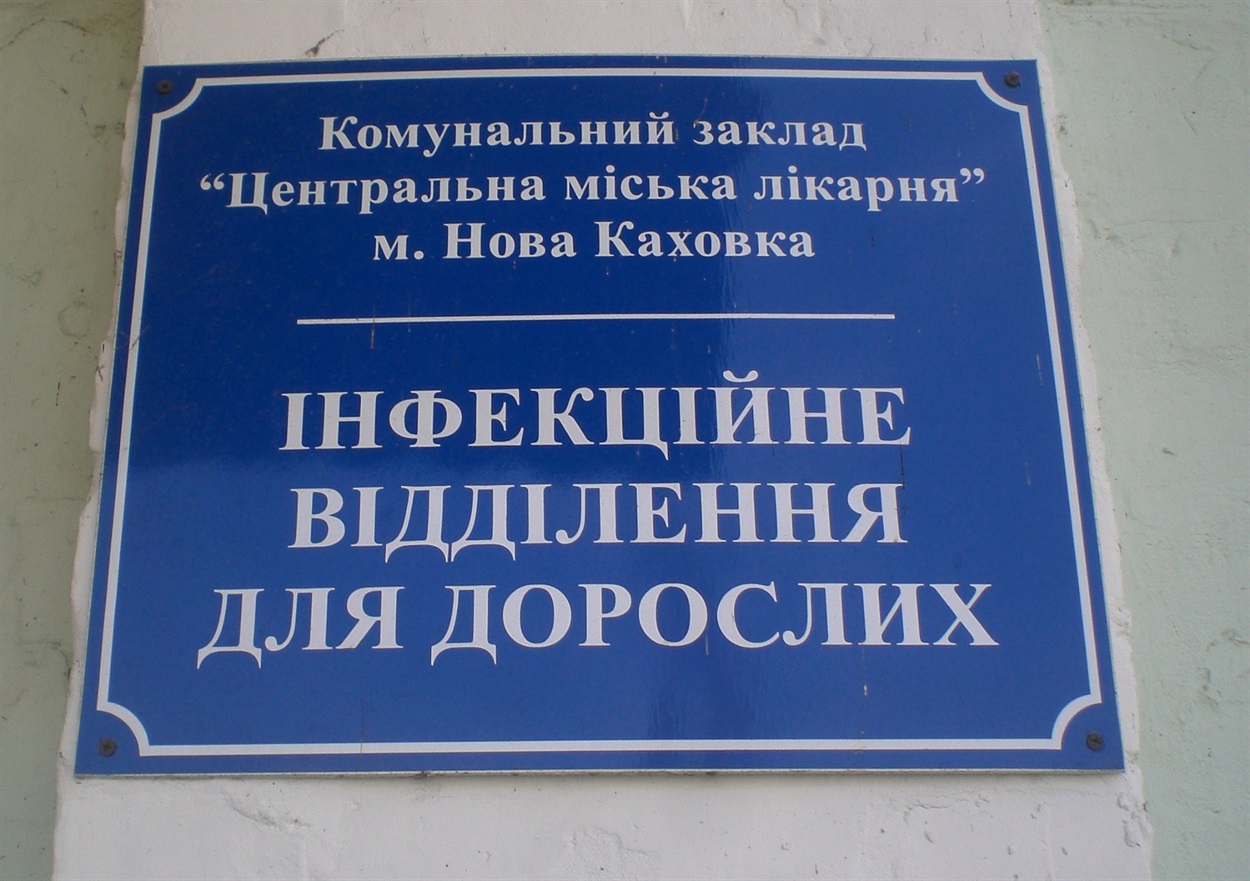 Комунальний заклад
“Центральна міська лікарня”
м. Нова Каховка
ІНФЕКЦІЙНЕ
ВІДДІЛЕННЯ
ДЛЯ ДОРОСЛИХ